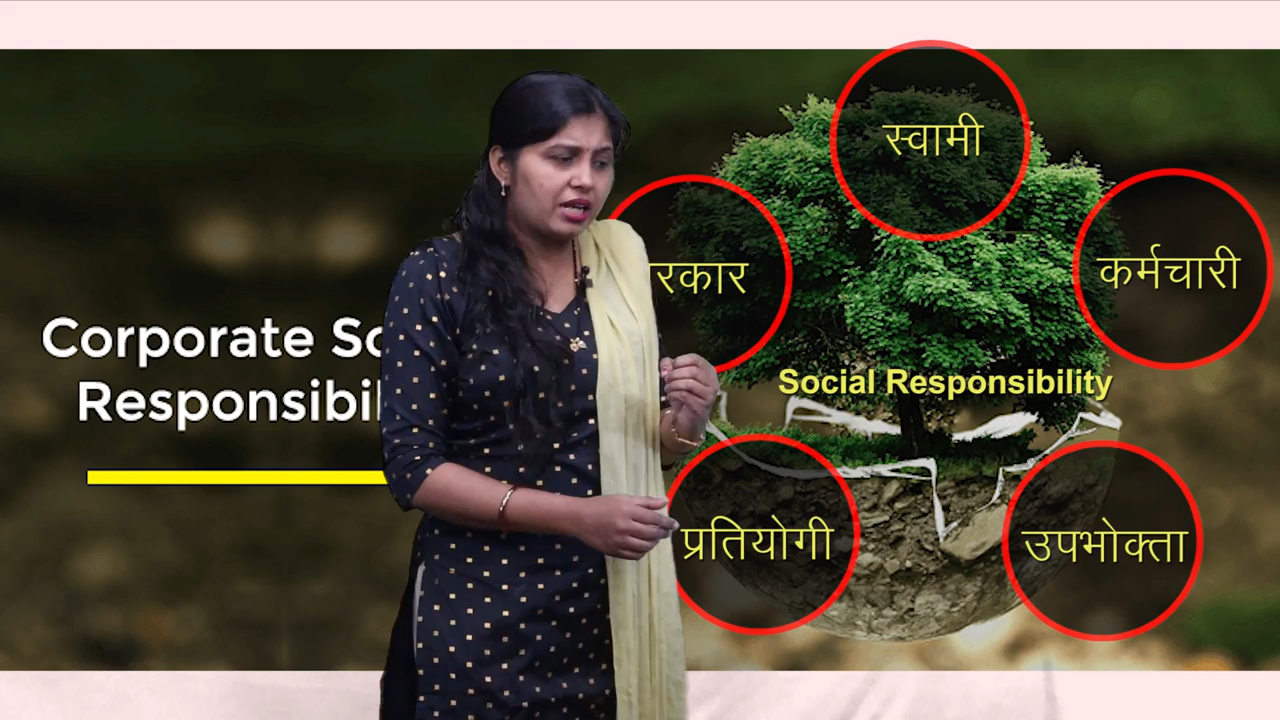 Corporate
स्वामी
कर्मचारी
Social Responsibility
प्रतियोगी
उपभोक्ता